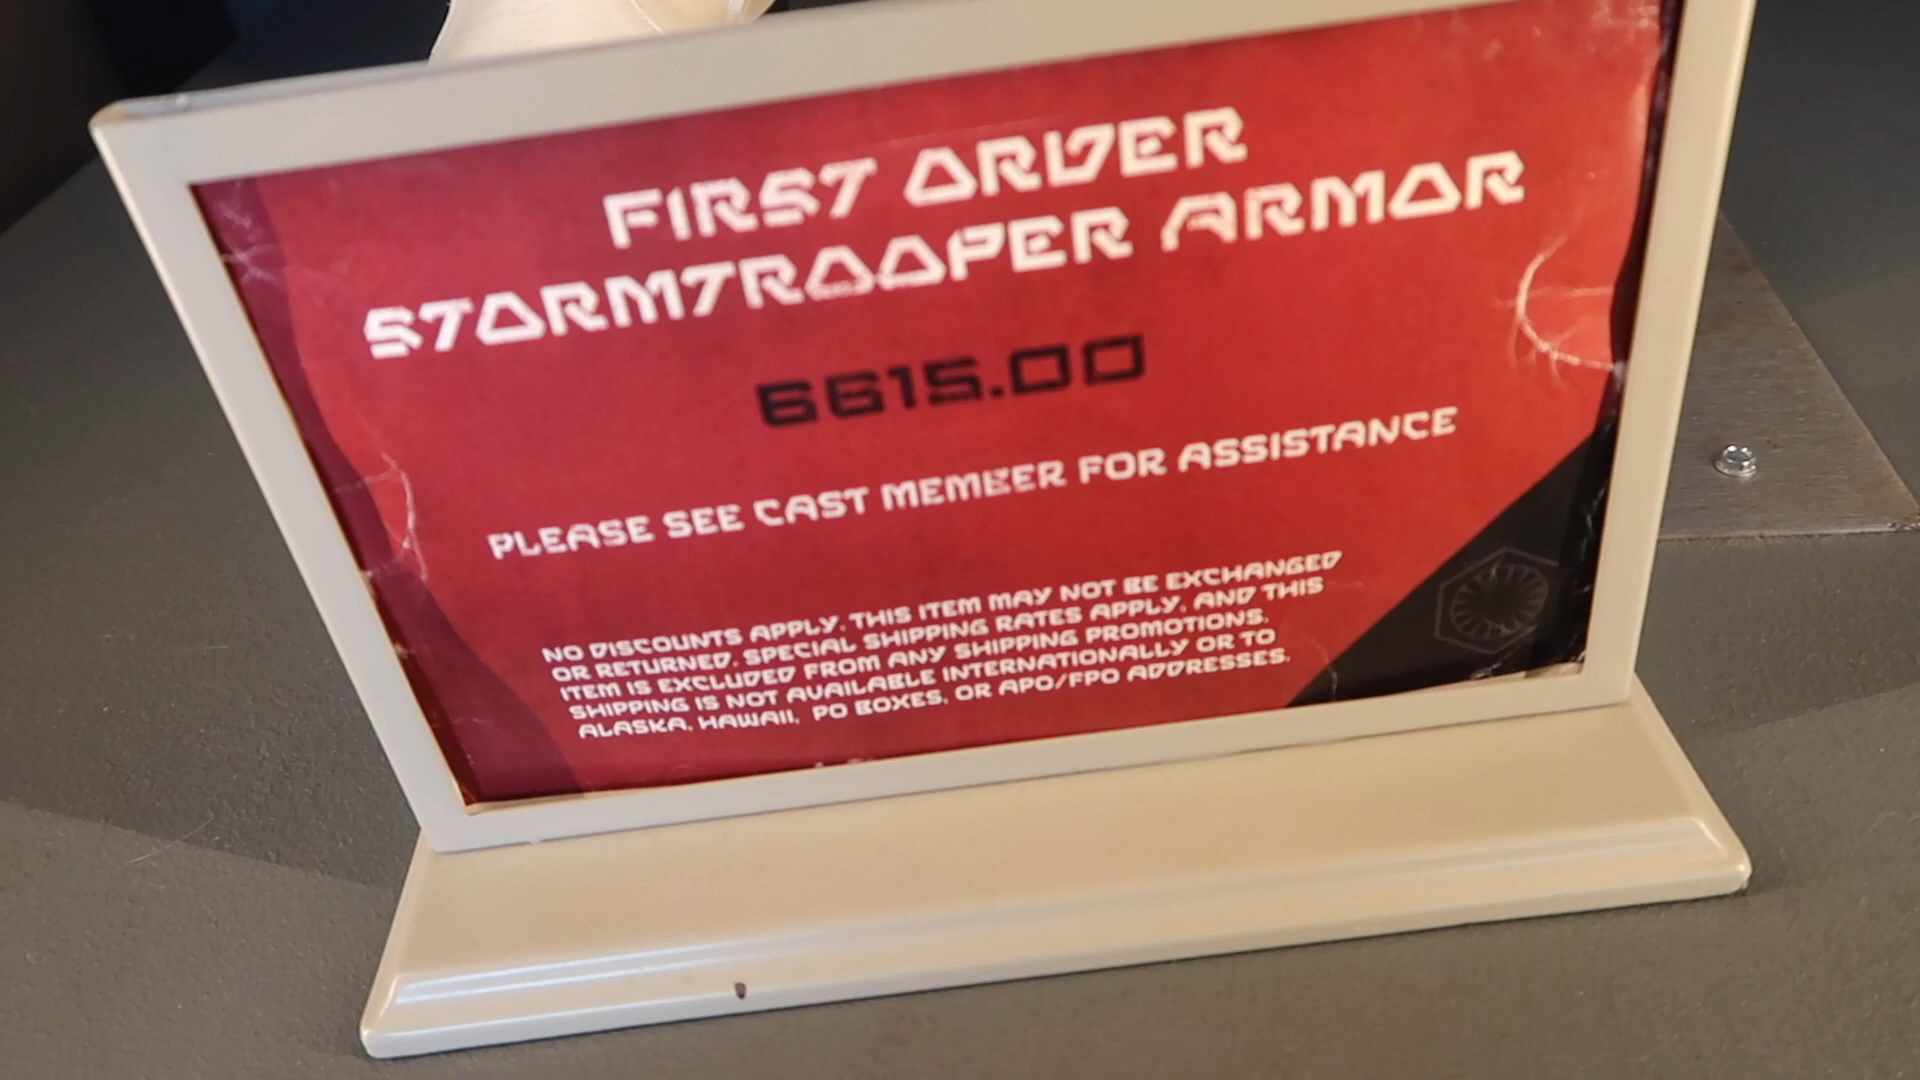 FIRST ORDER
STORMTROOPER ARMOR
6615.00
PLEASE SEE CAST MEMBER FOR ASSISTANCE
NO DISCOUNTS APPLY. THIS ITEM MAY NOT BE EXCHANGED
OR RETURNED. SPECIAL SHIPPING RATES APPLY, AND THIS
ITEM IS EXCLUDED FROM ANY SHIPPING PROMOTIONS.
SHIPPING IS NOT AVAILABLE INTERNATIONALLY OR TO
ALASKA, HAWAII, PO BOXES, OR APO/FPO ADDRESSES.